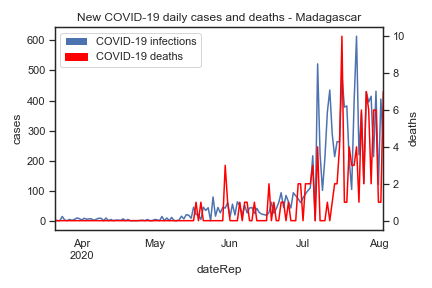 New COVID-19 daily cases and deaths - Madagascar
COVID-19 infections
COVID-19 deaths
600
500
400
300
200
100
0
cases
10
8
6
4
2
0
deaths
Apr
2020
May
Jun
Jul
Aug
dateRep